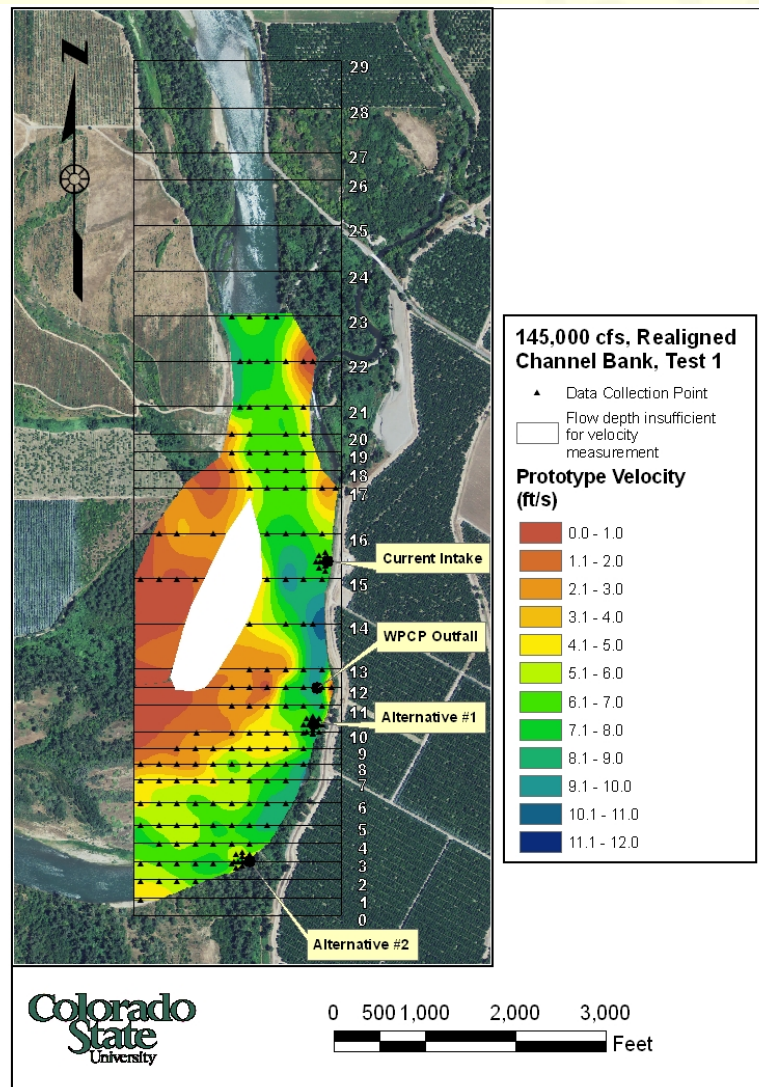 Z
29
28
27
26
25
24
23
22
21
20
19
18
17
16
Current Intake
15
14
WPCP Outfall
13
12
11
Alternative #1
10
9
8
7
6
5
4
3
2
1
0
Alternative #2
145,000 cfs, Realigned
Channel Bank, Test 1
Data Collection Point
Flow depth insufficient
for velocity
measurement
Prototype Velocity
(ft/s)
0.0 - 1.0
1.1 - 2.0
2.1 - 3.0
3.1 - 4.0
4.1 - 5.0
5.1 - 6.0
6.1 - 7.0
7.1 - 8.0
8.1 - 9.0
9.1 - 10.0
10.1 - 11.0
11.1 - 12.0
Colorado
State
University
0 500 1,000 2,000 3,000
Feet